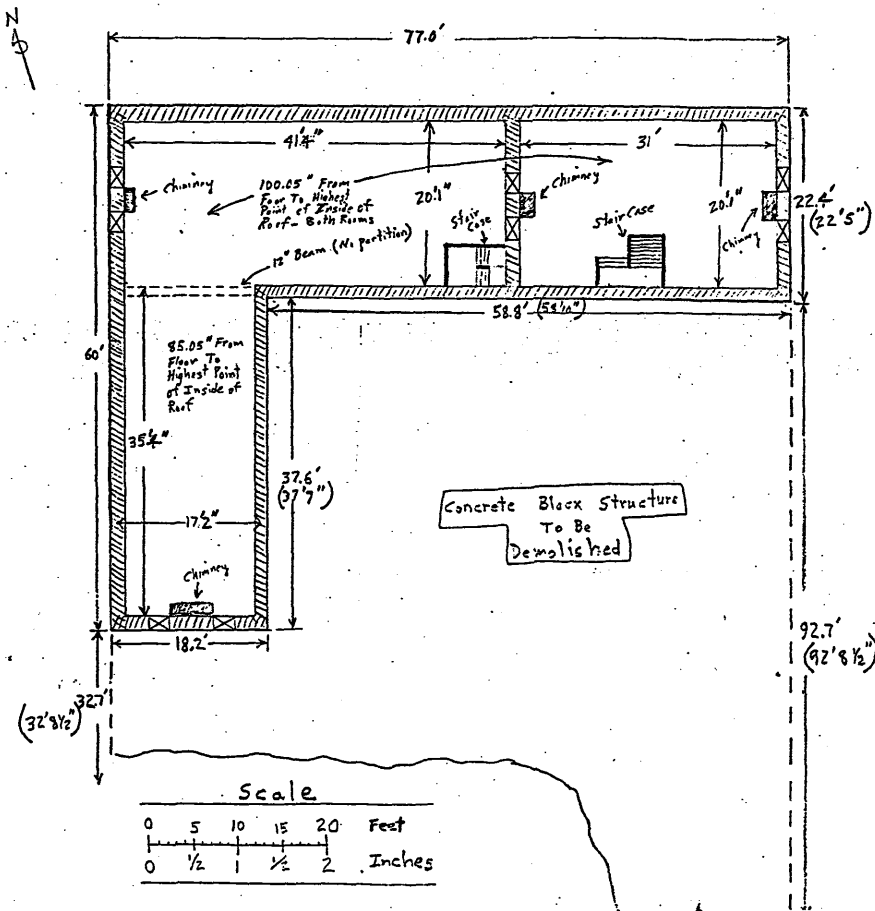 N
77.0'
41'4"
31'
Chimney
100.05" From
Foor To Highest
Point of Inside of
Roof - Both Rooms
20'1"
Chimney
Stair Case
20'1"
Chimney
22.4'
(22'5")
Stair
Case
12" Beam (No partition)
58.8' (58'10")
60'
85.05" From
Floor To
Highest Point
of Inside of
Roof
35'4"
37.6'
(37'7")
17'2"
Chimney
18.2'
Concrete Block Structure
To Be
Demolished
92.7'
(92'8½")
32.7'
(32'8½")
Scale
0 5 10 15 20 Feet
0 ½ 1 ½ 2 Inches